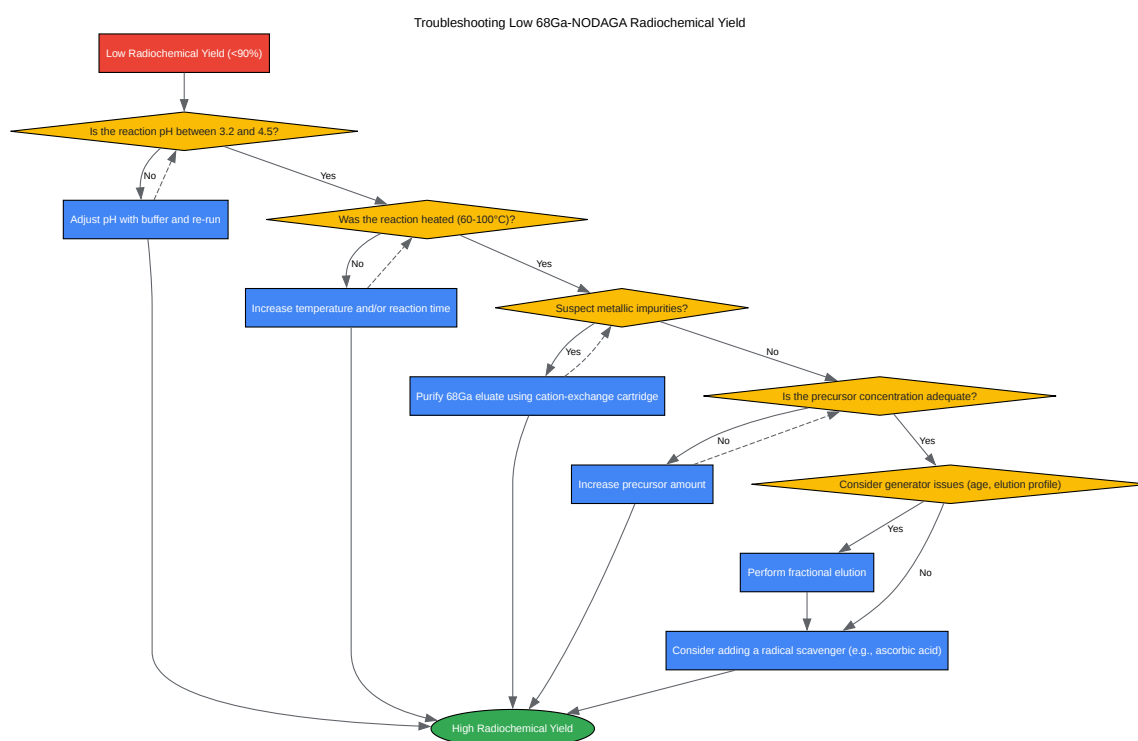 Troubleshooting Low 68Ga-NODAGA Radiochemical Yield
Low Radiochemical Yield (<90%)
Is the reaction pH between 3.2 and 4.5?
No
Yes
Adjust pH with buffer and re-run
Was the reaction heated (60-100°C)?
No
Yes
Increase temperature and/or reaction time
Suspect metallic impurities?
Yes
No
Purify 68Ga eluate using cation-exchange cartridge
Is the precursor concentration adequate?
No
Yes
Increase precursor amount
Consider generator issues (age, elution profile)
Yes
No
Perform fractional elution
Consider adding a radical scavenger (e.g., ascorbic acid)
High Radiochemical Yield